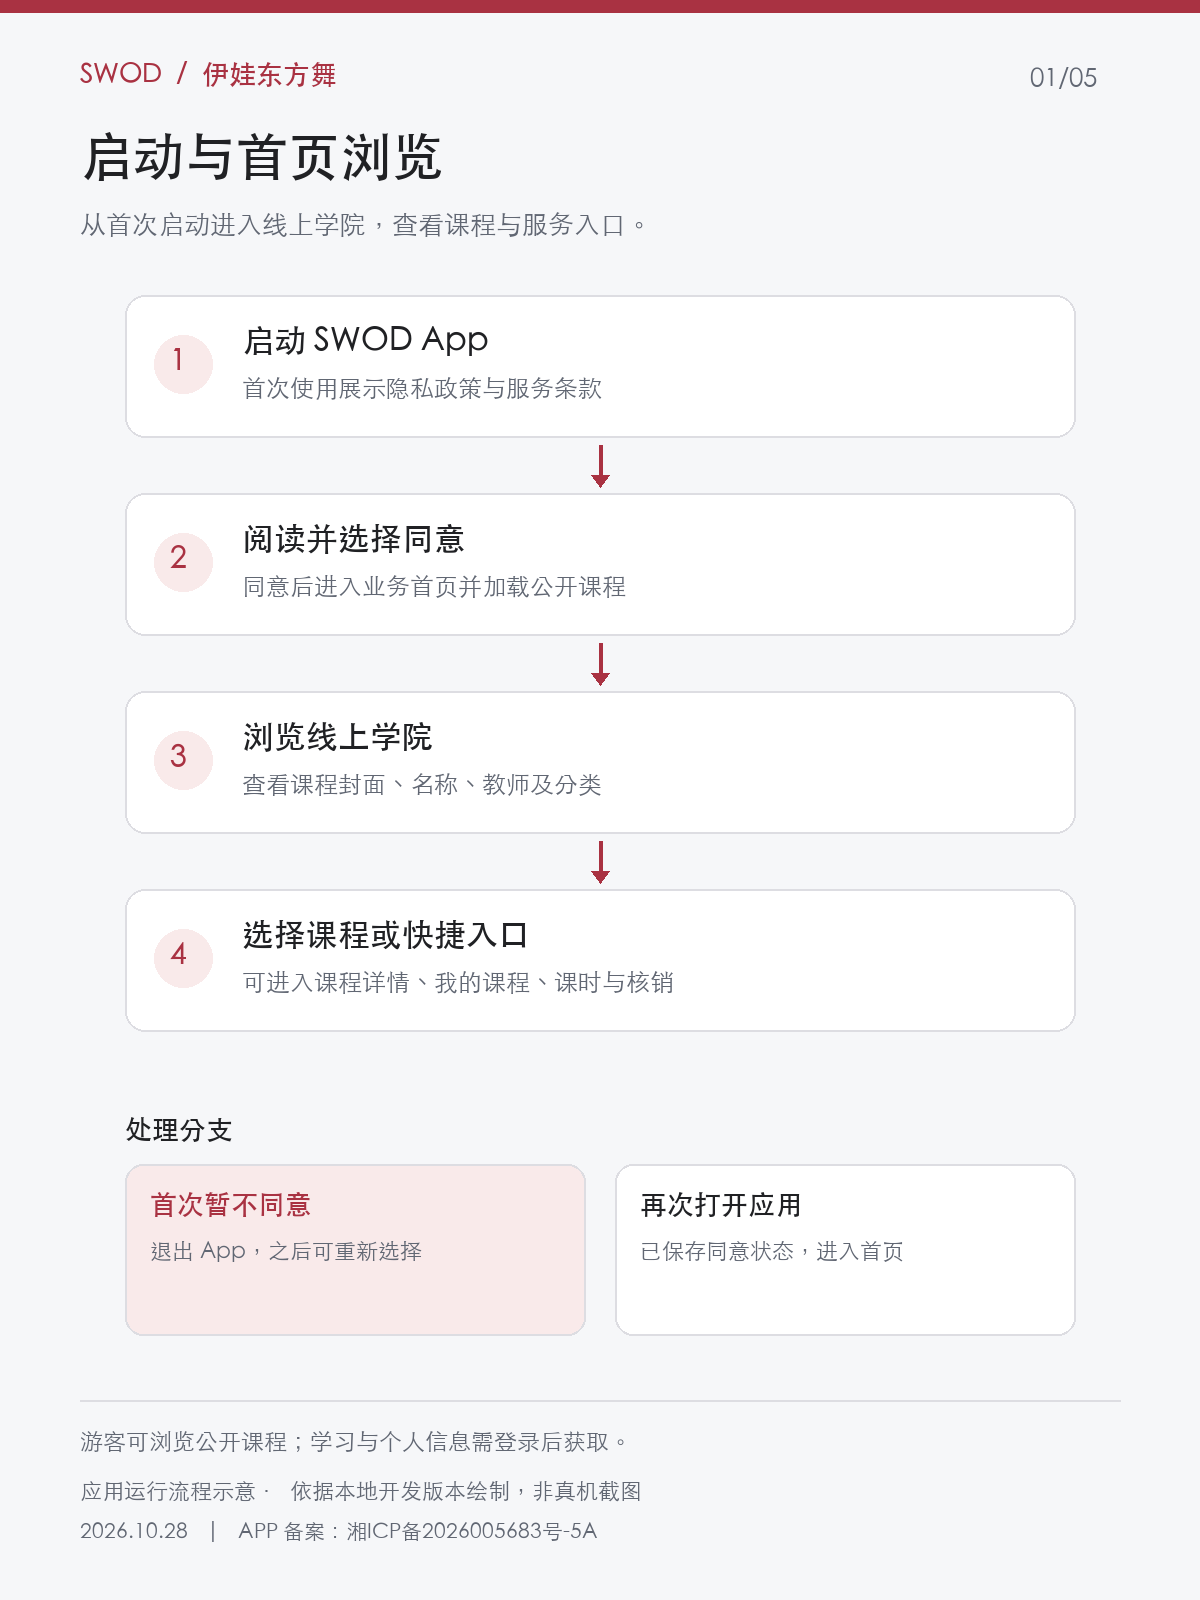 SWOD / 伊娃东方舞
01/05
启动与首页浏览
从首次启动进入线上学院，查看课程与服务入口。
1
启动 SWOD App
首次使用展示隐私政策与服务条款
2
阅读并选择同意
同意后进入业务首页并加载公开课程
3
浏览线上学院
查看课程封面、名称、教师及分类
4
选择课程或快捷入口
可进入课程详情、我的课程、课时与核销
处理分支
首次暂不同意
退出 App，之后可重新选择
再次打开应用
已保存同意状态，进入首页
游客可浏览公开课程；学习与个人信息需登录后获取。
应用运行流程示意 · 依据本地开发版本绘制，非真机截图
2026.10.28 | APP 备案：湘ICP备2026005683号-5A